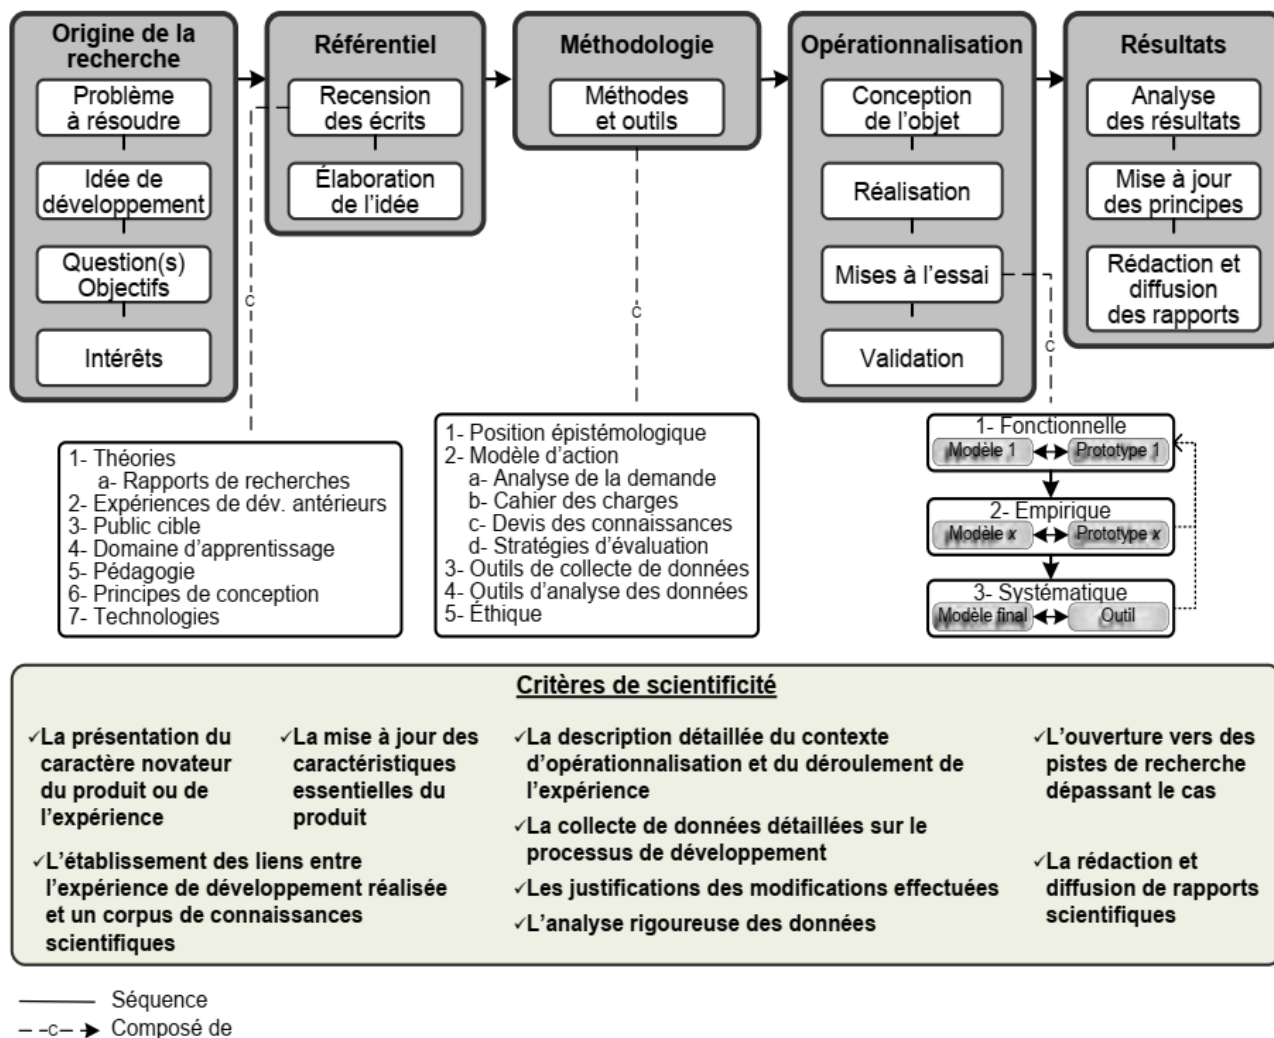 Origine de la
recherche
Problème
à résoudre
Idée de
développement
Question(s)
Objectifs
Intérêts
Référentiel
Recension
des écrits
Élaboration
de l'idée
Méthodologie
Méthodes
et outils
Opérationnalisation
Conception
de l'objet
Réalisation
Mises à l'essai
Validation
Résultats
Analyse
des résultats
Mise à jour
des principes
Rédaction et
diffusion
des rapports
C
C
C
1- Théories
a- Rapports de recherches
2- Expériences de dév. antérieurs
3- Public cible
4- Domaine d'apprentissage
5- Pédagogie
6- Principes de conception
7- Technologies
1- Position épistémologique
2- Modèle d'action
a- Analyse de la demande
b- Cahier des charges
c- Devis des connaissances
d- Stratégies d'évaluation
3- Outils de collecte de données
4- Outils d'analyse des données
5- Éthique
1- Fonctionnelle
Modèle 1 Prototype 1
2- Empirique
Modèle x Prototype x
3- Systématique
Modèle final Outil
Critères de scientificité
✓La présentation du
caractère novateur
du produit ou de
l'expérience
✓La mise à jour des
caractéristiques
essentielles du
produit
✓L'établissement des liens entre
l'expérience de développement réalisée
et un corpus de connaissances
scientifiques
✓La description détaillée du contexte
d'opérationnalisation et du déroulement de
l'expérience
✓La collecte de données détaillées sur le
processus de développement
✓Les justifications des modifications effectuées
✓L'analyse rigoureuse des données
✓L'ouverture vers des
pistes de recherche
dépassant le cas
✓La rédaction et
diffusion de rapports
scientifiques
Séquence
C Composé de